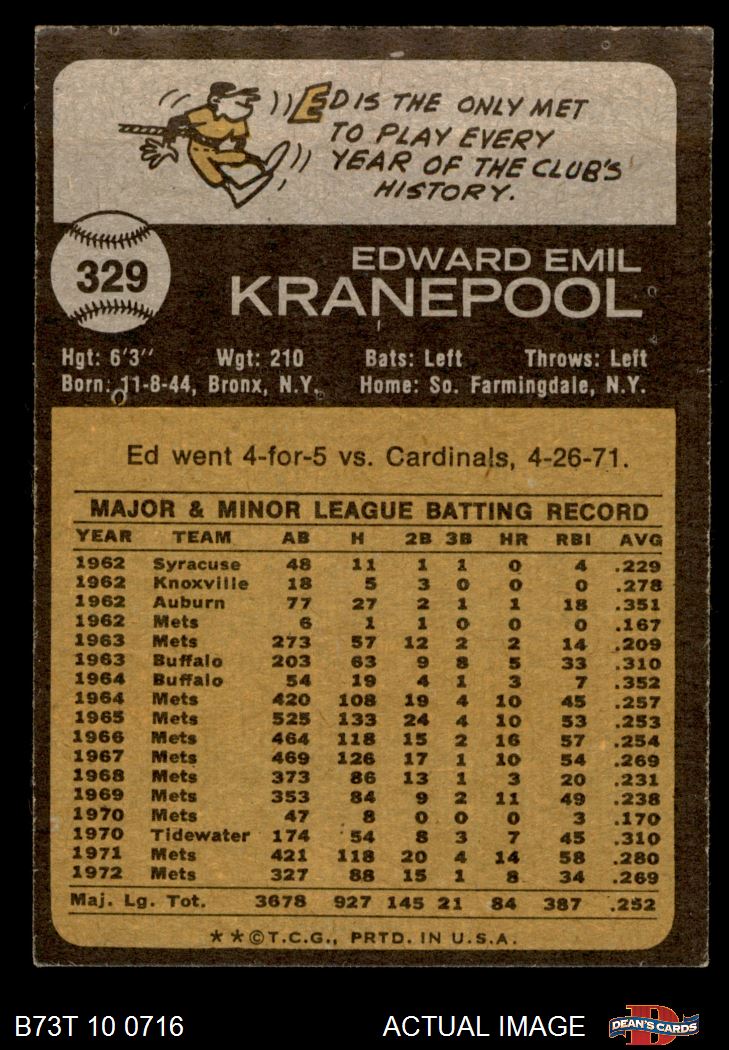 ED IS THE ONLY MET
TO PLAY EVERY
YEAR OF THE CLUB'S
HISTORY.
329
EDWARD EMIL
KRANEPOOL
Hgt: 6'3" Wgt: 210 Bats: Left Throws: Left
Born: 11-8-44, Bronx, N.Y. Home: So. Farmingdale, N.Y.
Ed went 4-for-5 vs. Cardinals, 4-26-71.
MAJOR & MINOR LEAGUE BATTING RECORD
YEAR TEAM AB H 2B 3B HR RBI AVG
1962 Syracuse 48 11 1 1 0 4 .229
1962 Knoxville 18 5 3 0 0 0 .278
1962 Auburn 77 27 2 1 1 18 .351
1962 Mets 6 1 1 0 0 0 .167
1963 Mets 273 57 12 2 2 14 .209
1963 Buffalo 203 63 9 8 5 33 .310
1964 Buffalo 54 19 4 1 3 7 .352
1964 Mets 420 108 19 4 10 45 .257
1965 Mets 525 133 24 4 10 53 .253
1966 Mets 464 118 15 2 16 57 .254
1967 Mets 469 126 17 1 10 54 .269
1968 Mets 373 86 13 1 3 20 .231
1969 Mets 353 84 9 2 11 49 .238
1970 Mets 47 8 0 0 0 3 .170
1970 Tidewater 174 54 8 3 7 45 .310
1971 Mets 421 118 20 4 14 58 .280
1972 Mets 327 88 15 1 8 34 .269
Maj. Lg. Tot. 3678 927 145 21 84 387 .252
**©T.C.G., PRTD. IN U.S.A.
B73T 10 0716 ACTUAL IMAGE DEAN'S CARDS